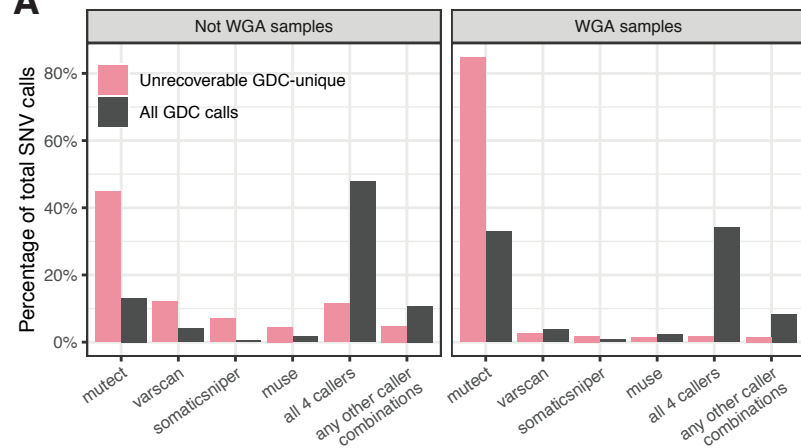 A
Not WGA samples
WGA samples
Percentage of total SNV calls
80%
60%
40%
20%
0%
Unrecoverable GDC-unique
All GDC calls
mutect
varscan
somaticsniper
muse
all 4 callers
any other caller
combinations
mutect
varscan
somaticsniper
muse
all 4 callers
any other caller
combinations